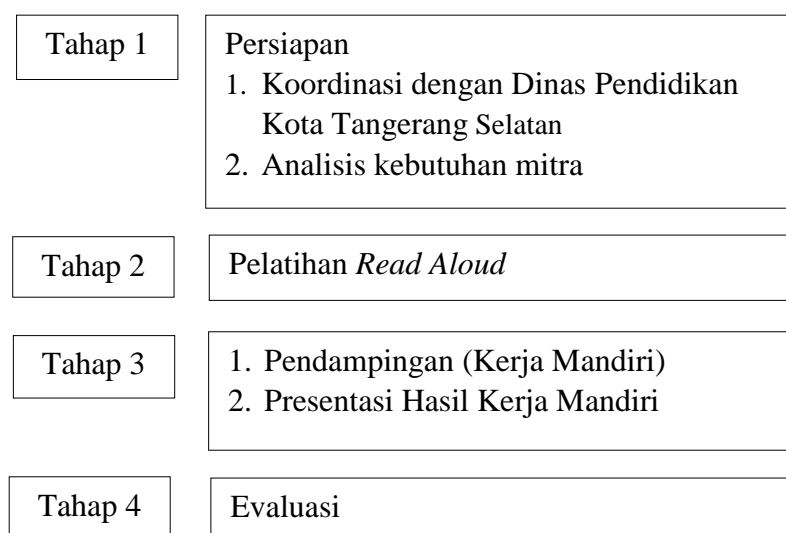 Tahap 1
Persiapan
1. Koordinasi dengan Dinas Pendidikan
Kota Tangerang Selatan
2. Analisis kebutuhan mitra
Tahap 2
Pelatihan Read Aloud
Tahap 3
1. Pendampingan (Kerja Mandiri)
2. Presentasi Hasil Kerja Mandiri
Tahap 4
Evaluasi